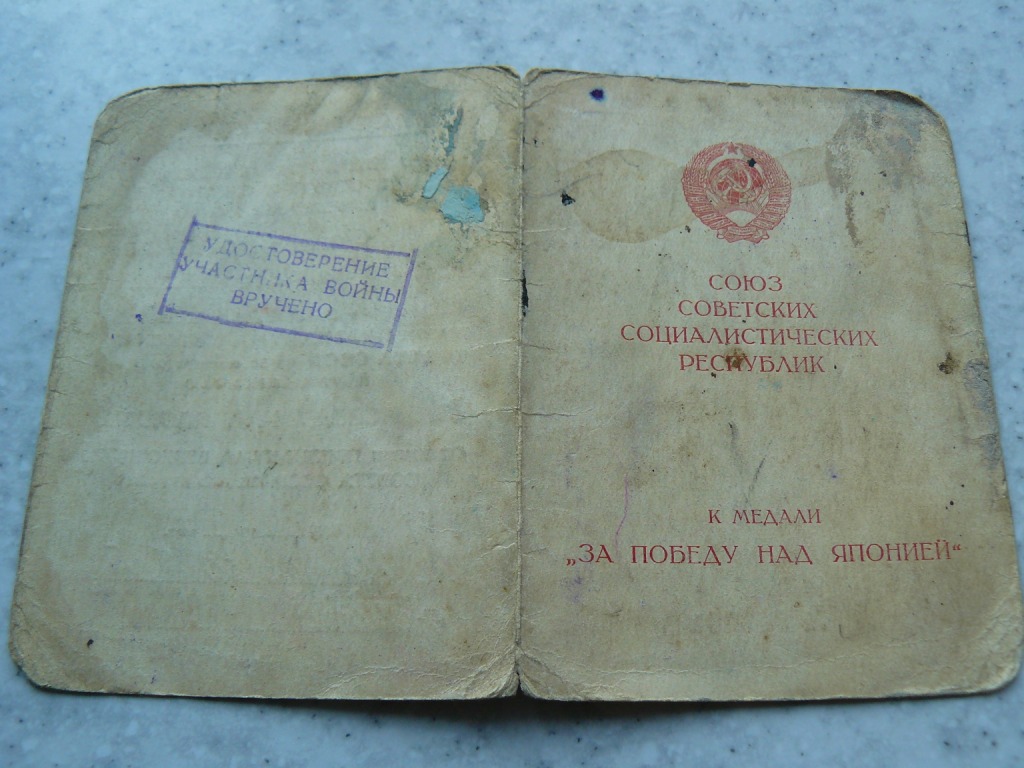 УДОСТОВЕРЕНИЕ
УЧАСТНИКА ВОЙНЫ
ВРУЧЕНО
СОЮЗ
СОВЕТСКИХ
СОЦИАЛИСТИЧЕСКИХ
РЕСПУБЛИК
К МЕДАЛИ
„ЗА ПОБЕДУ НАД ЯПОНИЕЙ“